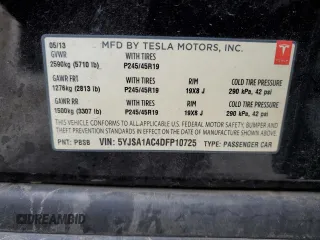 05/13 MFD BY TESLA MOTORS, INC.
GVWR WITH TIRES
2590kg (5710 lb) P245/45R19
GAWR FRT WITH TIRES RIM COLD TIRE PRESSURE
1276kg (2813 lb) P245/45R19 19X8 J 290 kPa, 42 psi
GAWR RR WITH TIRES RIM COLD TIRE PRESSURE
1500kg (3307 lb) P245/45R19 19X8 J 290 kPa, 42 psi
THIS VEHICLE CONFORMS TO ALL APPLICABLE U.S. FEDERAL MOTOR VEHICLE SAFETY, BUMPER, AND THEFT PREVENTION STANDARDS IN EFFECT ON THE DATE OF MANUFACTURE SHOWN ABOVE.
PNT: PBSB VIN: 5YJSA1AC4DFP10725 TYPE: PASSENGER CAR
TESLA
©BIDFAX.INFO